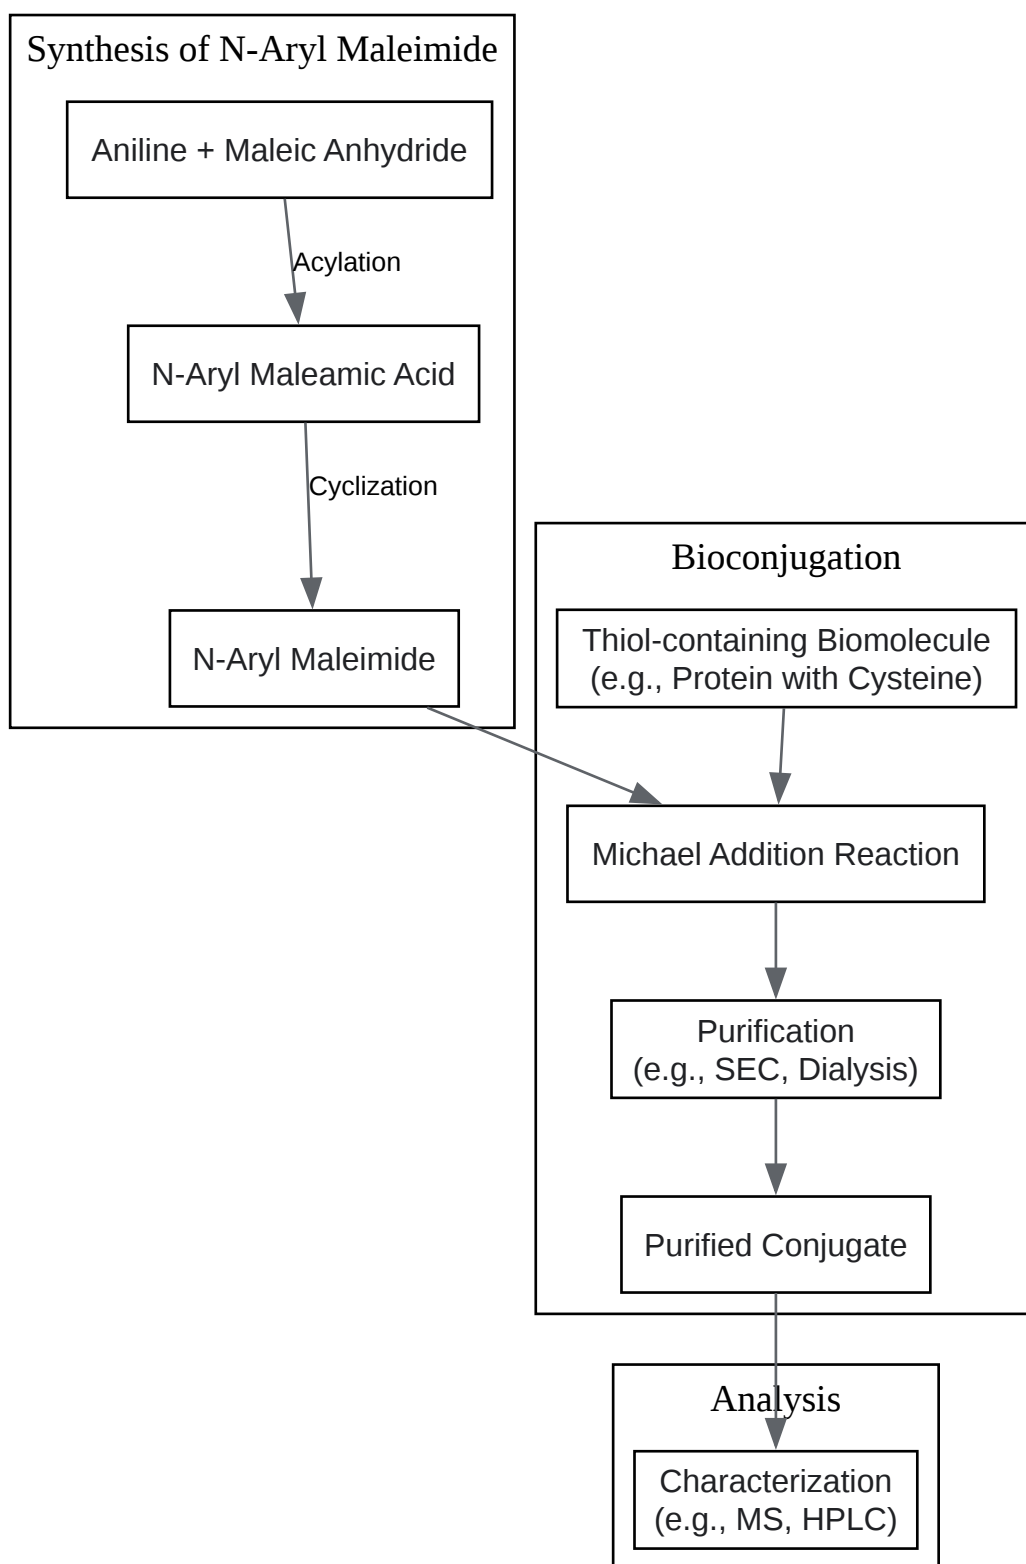 Synthesis of N-Aryl Maleimide
Aniline + Maleic Anhydride
Acylation
N-Aryl Maleamic Acid
Cyclization
N-Aryl Maleimide
Bioconjugation
Thiol-containing Biomolecule
(e.g., Protein with Cysteine)
Michael Addition Reaction
Purification
(e.g., SEC, Dialysis)
Purified Conjugate
Analysis
Characterization
(e.g., MS, HPLC)